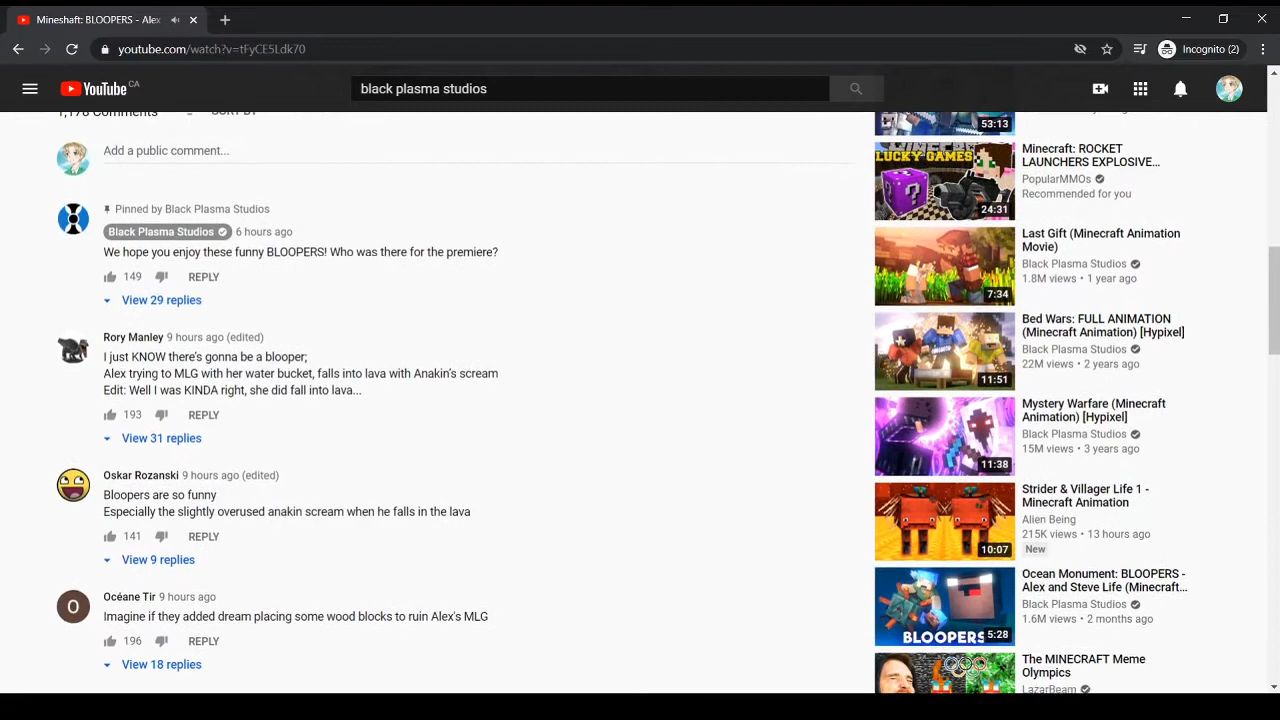 Mineshaft: BLOOPERS - Alex
youtube.com/watch?v=tFyCE5Ldk70
Incognito (2)
YouTube CA
black plasma studios
1,178 Comments
SORT BY
Add a public comment...
Pinned by Black Plasma Studios
Black Plasma Studios 6 hours ago
We hope you enjoy these funny BLOOPERS! Who was there for the premiere?
149 REPLY
View 29 replies
Rory Manley 9 hours ago (edited)
I just KNOW there's gonna be a blooper;
Alex trying to MLG with her water bucket, falls into lava with Anakin's scream
Edit: Well I was KINDA right, she did fall into lava...
193 REPLY
View 31 replies
Oskar Rozanski 9 hours ago (edited)
Bloopers are so funny
Especially the slightly overused anakin scream when he falls in the lava
141 REPLY
View 9 replies
O
Océane Tir 9 hours ago
Imagine if they added dream placing some wood blocks to ruin Alex's MLG
196 REPLY
View 18 replies
53:13
LUCKY GAMES
24:31
Minecraft: ROCKET
LAUNCHERS EXPLOSIVE...
PopularMMOs
Recommended for you
7:34
Last Gift (Minecraft Animation
Movie)
Black Plasma Studios
1.8M views • 1 year ago
11:51
Bed Wars: FULL ANIMATION
(Minecraft Animation) [Hypixel]
Black Plasma Studios
22M views • 2 years ago
11:38
Mystery Warfare (Minecraft
Animation) [Hypixel]
Black Plasma Studios
15M views • 3 years ago
10:07
Strider & Villager Life 1 -
Minecraft Animation
Alien Being
215K views • 13 hours ago
New
BLOOPERS
5:28
Ocean Monument: BLOOPERS -
Alex and Steve Life (Minecraft...
Black Plasma Studios
1.6M views • 2 months ago
The MINECRAFT Meme
Olympics
LazarBeam